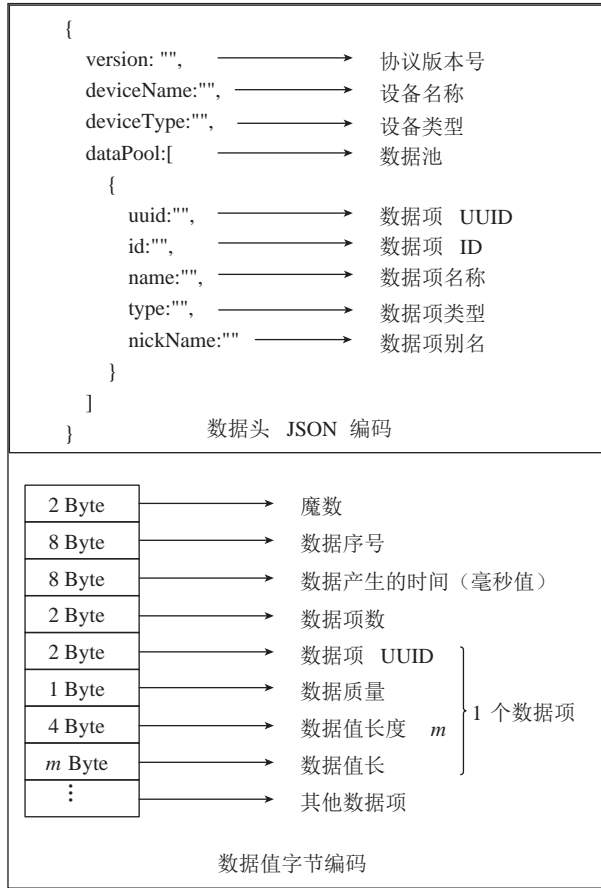 {
version: "", 协议版本号
deviceName:"", 设备名称
deviceType:"", 设备类型
dataPool:[ 数据池
{
uuid:"", 数据项 UUID
id:"", 数据项 ID
name:"", 数据项名称
type:"", 数据项类型
nickName:"" 数据项别名
}
]
}
数据头 JSON 编码
2 Byte 魔数
8 Byte 数据序号
8 Byte 数据产生的时间（毫秒值）
2 Byte 数据项数
2 Byte 数据项 UUID
1 Byte 数据质量
4 Byte 数据值长度 m
1 个数据项
m Byte 数据值长
⋮ 其他数据项
数据值字节编码